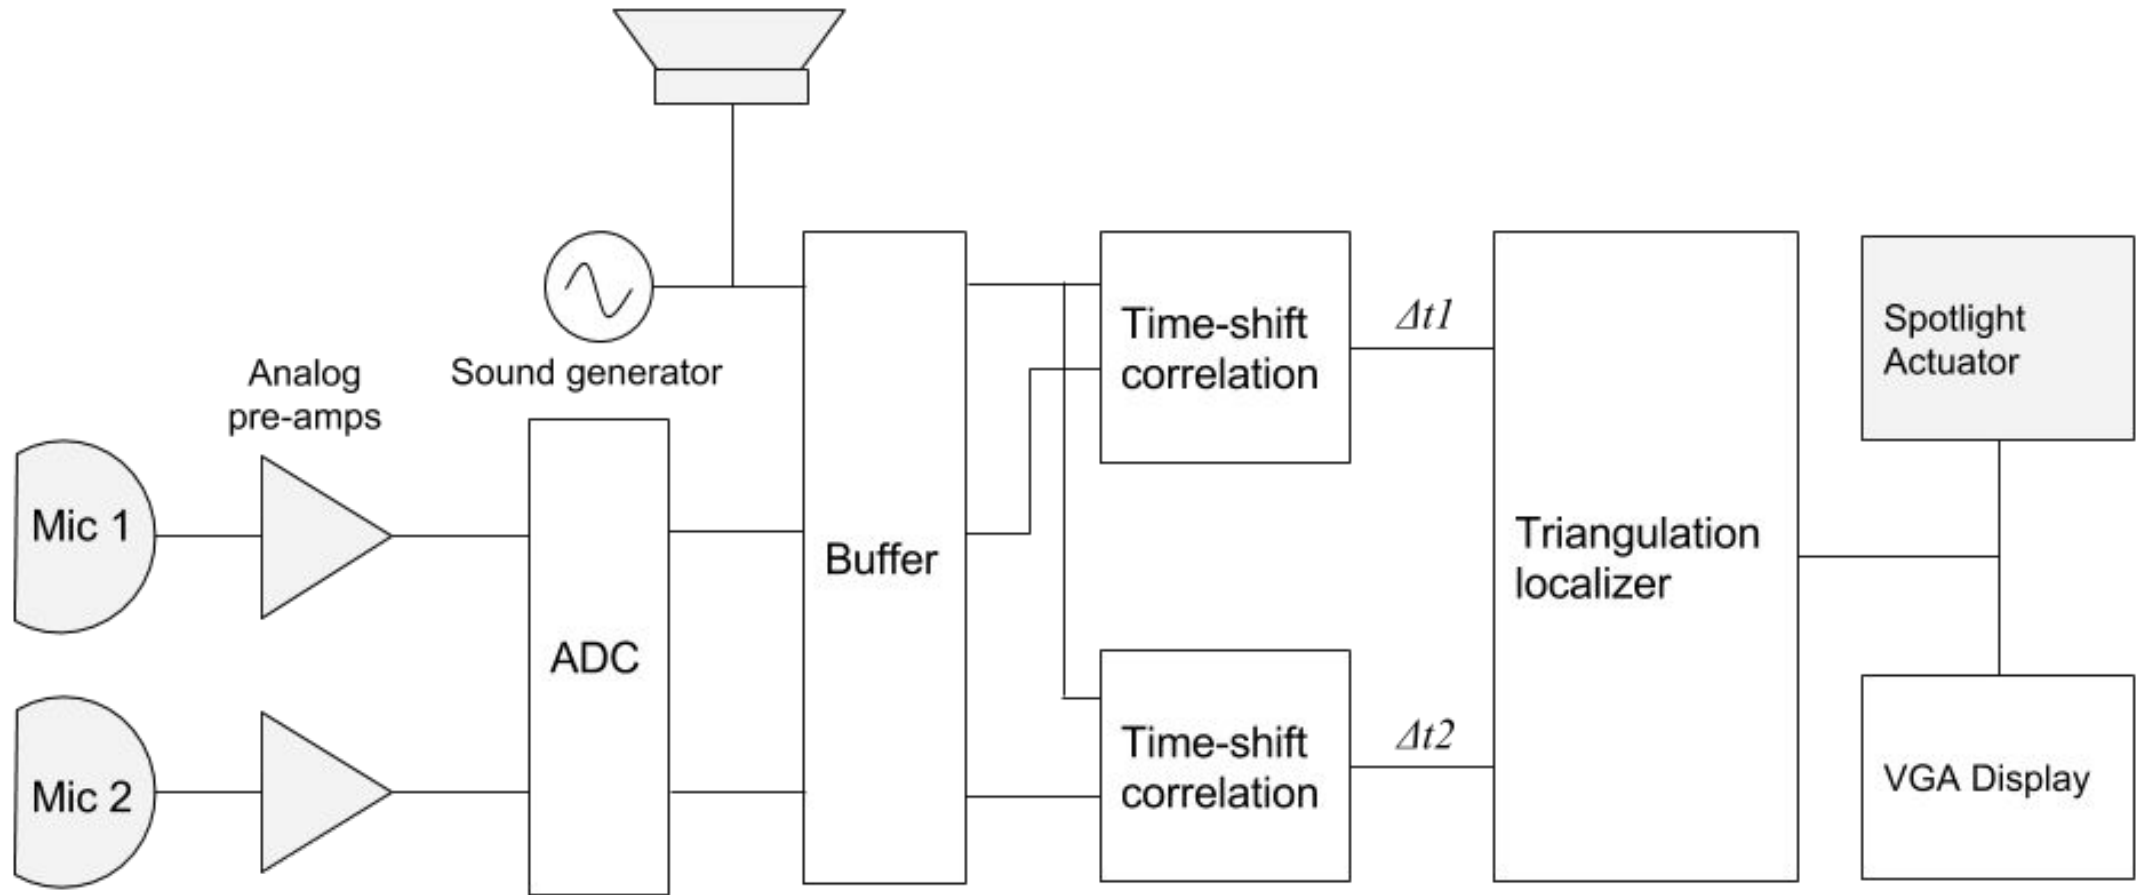 Sound generator
Analog
pre-amps
Mic 1
Mic 2
ADC
Buffer
Time-shift
correlation
Δt1
Time-shift
correlation
Δt2
Triangulation
localizer
Spotlight
Actuator
VGA Display